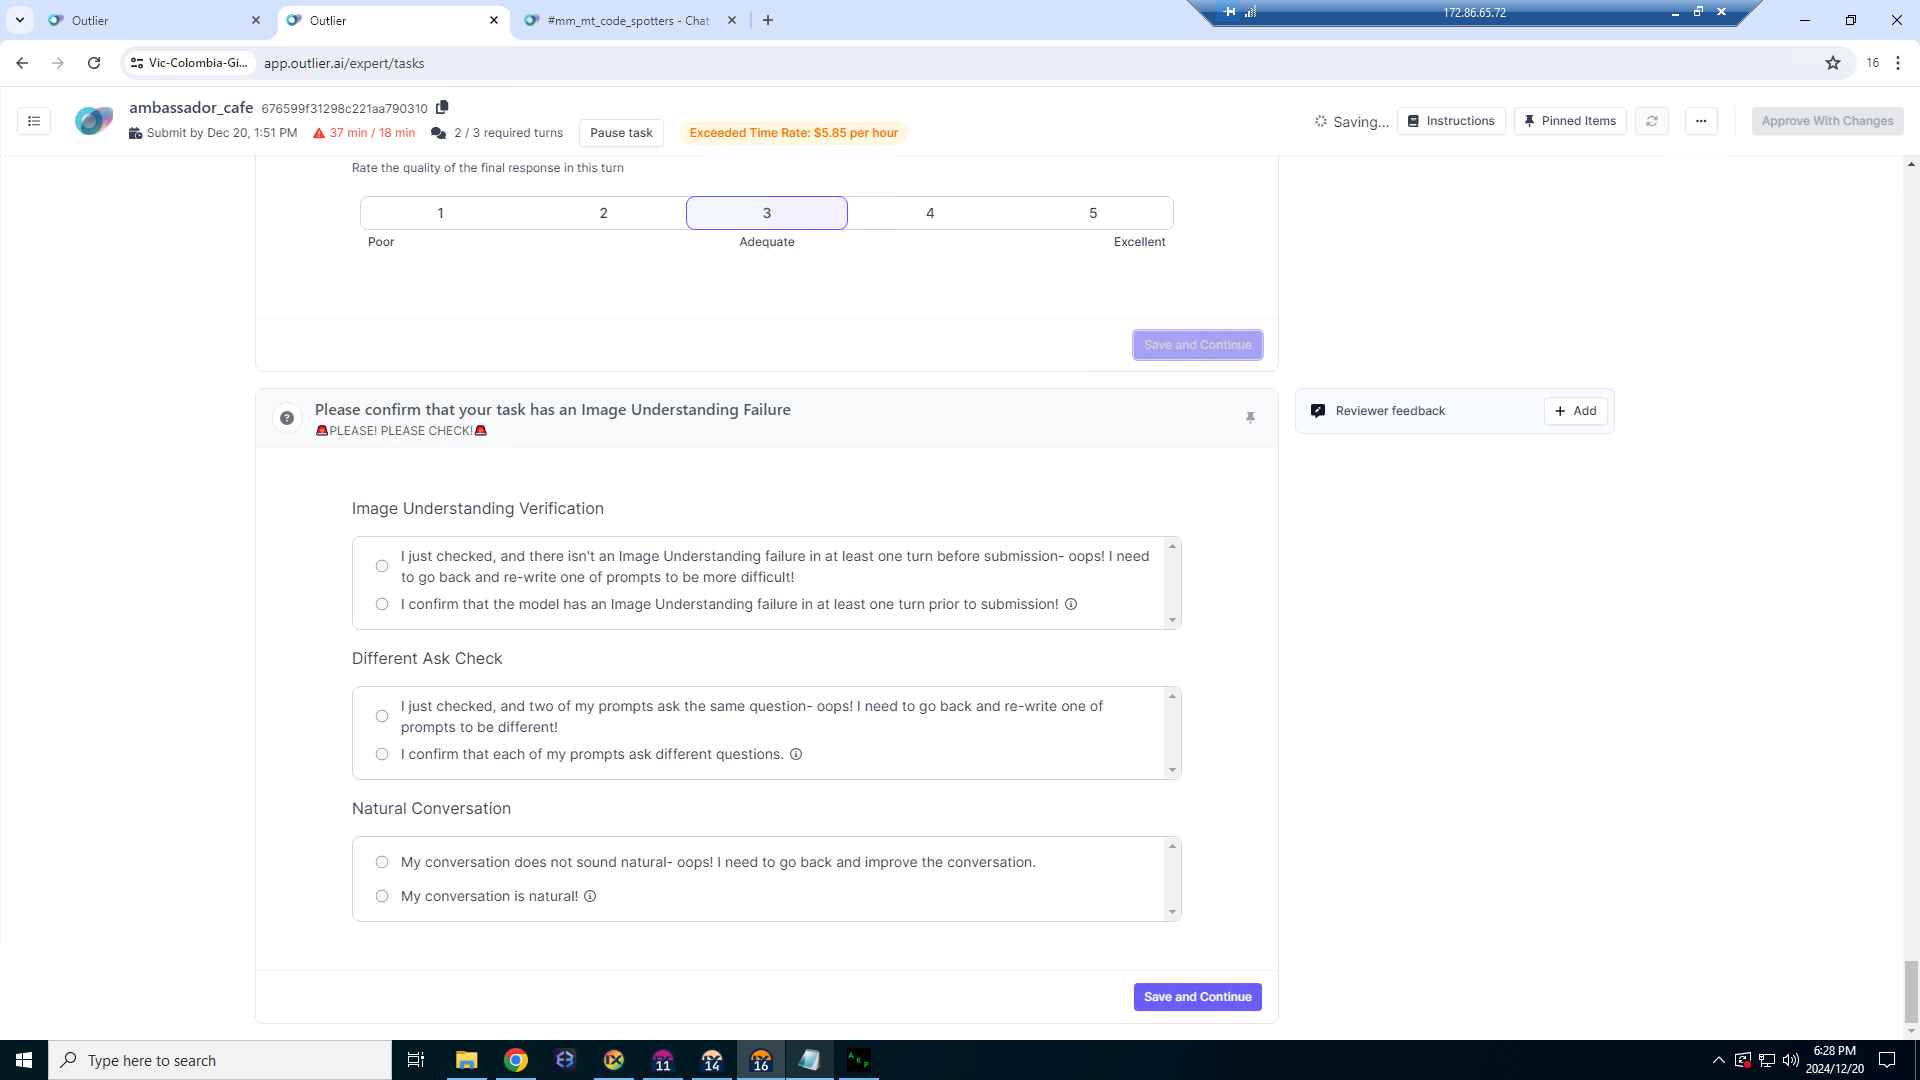 Outlier
Outlier
#mm_mt_code_spotters - Chat
172.86.65.72
Vic-Colombia-Gi...
app.outlier.ai/expert/tasks
16
ambassador_cafe 676599f31298c221aa790310
Submit by Dec 20, 1:51 PM
37 min / 18 min
2 / 3 required turns
Pause task
Exceeded Time Rate: $5.85 per hour
Saving...
Instructions
Pinned Items
Approve With Changes
Rate the quality of the final response in this turn
1 2 3 4 5
Poor Adequate Excellent
Save and Continue
Please confirm that your task has an Image Understanding Failure
🚨PLEASE! PLEASE CHECK!🚨
Reviewer feedback
+ Add
Image Understanding Verification
I just checked, and there isn't an Image Understanding failure in at least one turn before submission- oops! I need
to go back and re-write one of prompts to be more difficult!
I confirm that the model has an Image Understanding failure in at least one turn prior to submission!
Different Ask Check
I just checked, and two of my prompts ask the same question- oops! I need to go back and re-write one of
prompts to be different!
I confirm that each of my prompts ask different questions.
Natural Conversation
My conversation does not sound natural- oops! I need to go back and improve the conversation.
My conversation is natural!
Save and Continue
Type here to search
11
14
16
6:28 PM
2024/12/20